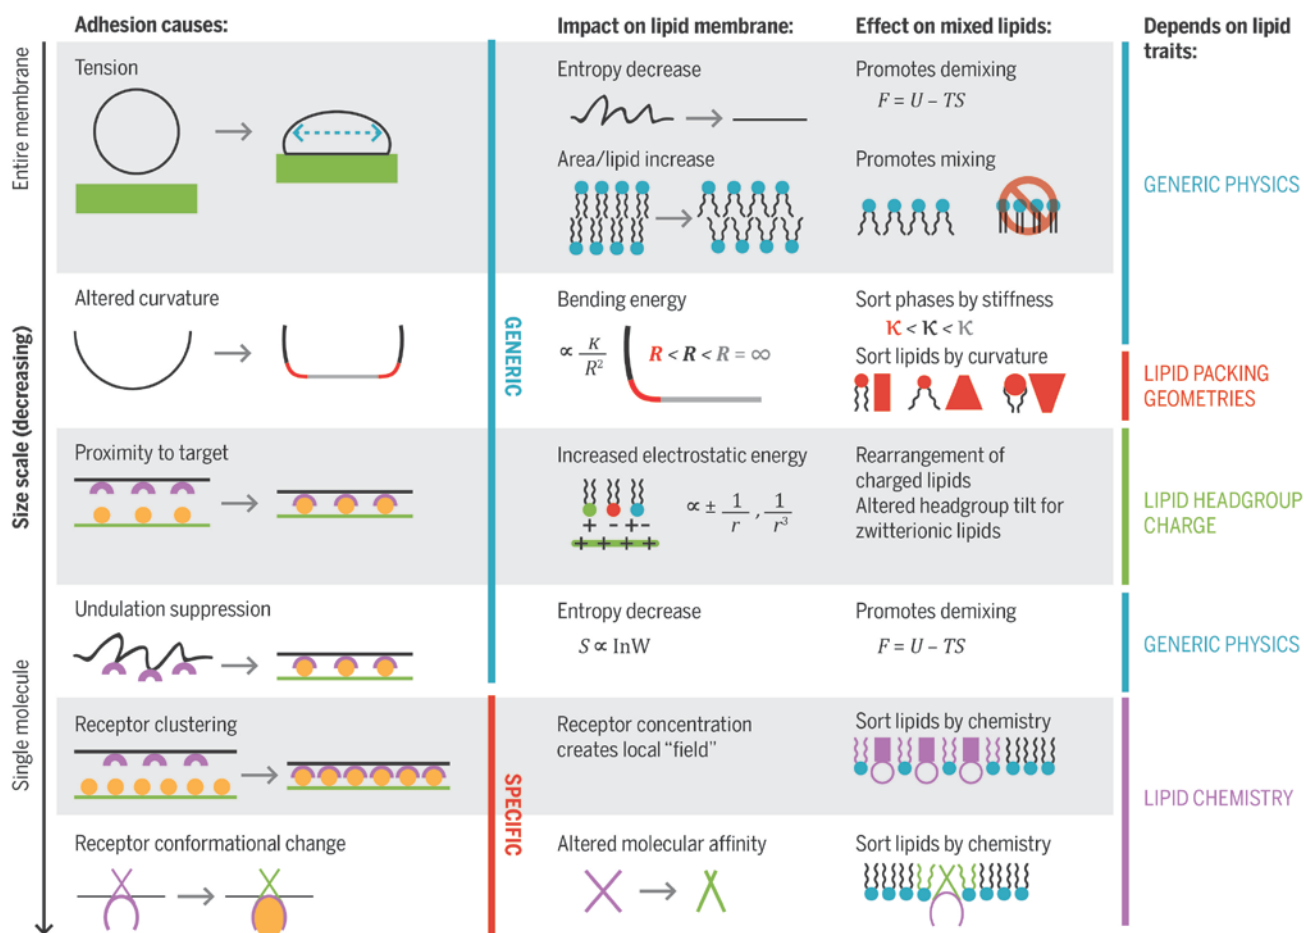 Adhesion causes:
Impact on lipid membrane:
Effect on mixed lipids:
Depends on lipid
traits:
Size scale (decreasing)
Entire membrane
Single molecule
GENERIC
SPECIFIC
Tension
Entropy decrease
Promotes demixing
F = U – TS
Area/lipid increase
Promotes mixing
GENERIC PHYSICS
Altered curvature
Bending energy
∝ K / R²
R < R < R = ∞
Sort phases by stiffness
K < K < K
Sort lipids by curvature
LIPID PACKING
GEOMETRIES
Proximity to target
Increased electrostatic energy
+ - +-
+ + + +
∝ ± 1/r , 1/r³
Rearrangement of
charged lipids
Altered headgroup tilt for
zwitterionic lipids
LIPID HEADGROUP
CHARGE
Undulation suppression
Entropy decrease
S ∝ InW
Promotes demixing
F = U – TS
GENERIC PHYSICS
Receptor clustering
Receptor concentration
creates local “field”
Sort lipids by chemistry
LIPID CHEMISTRY
Receptor conformational change
Altered molecular affinity
Sort lipids by chemistry